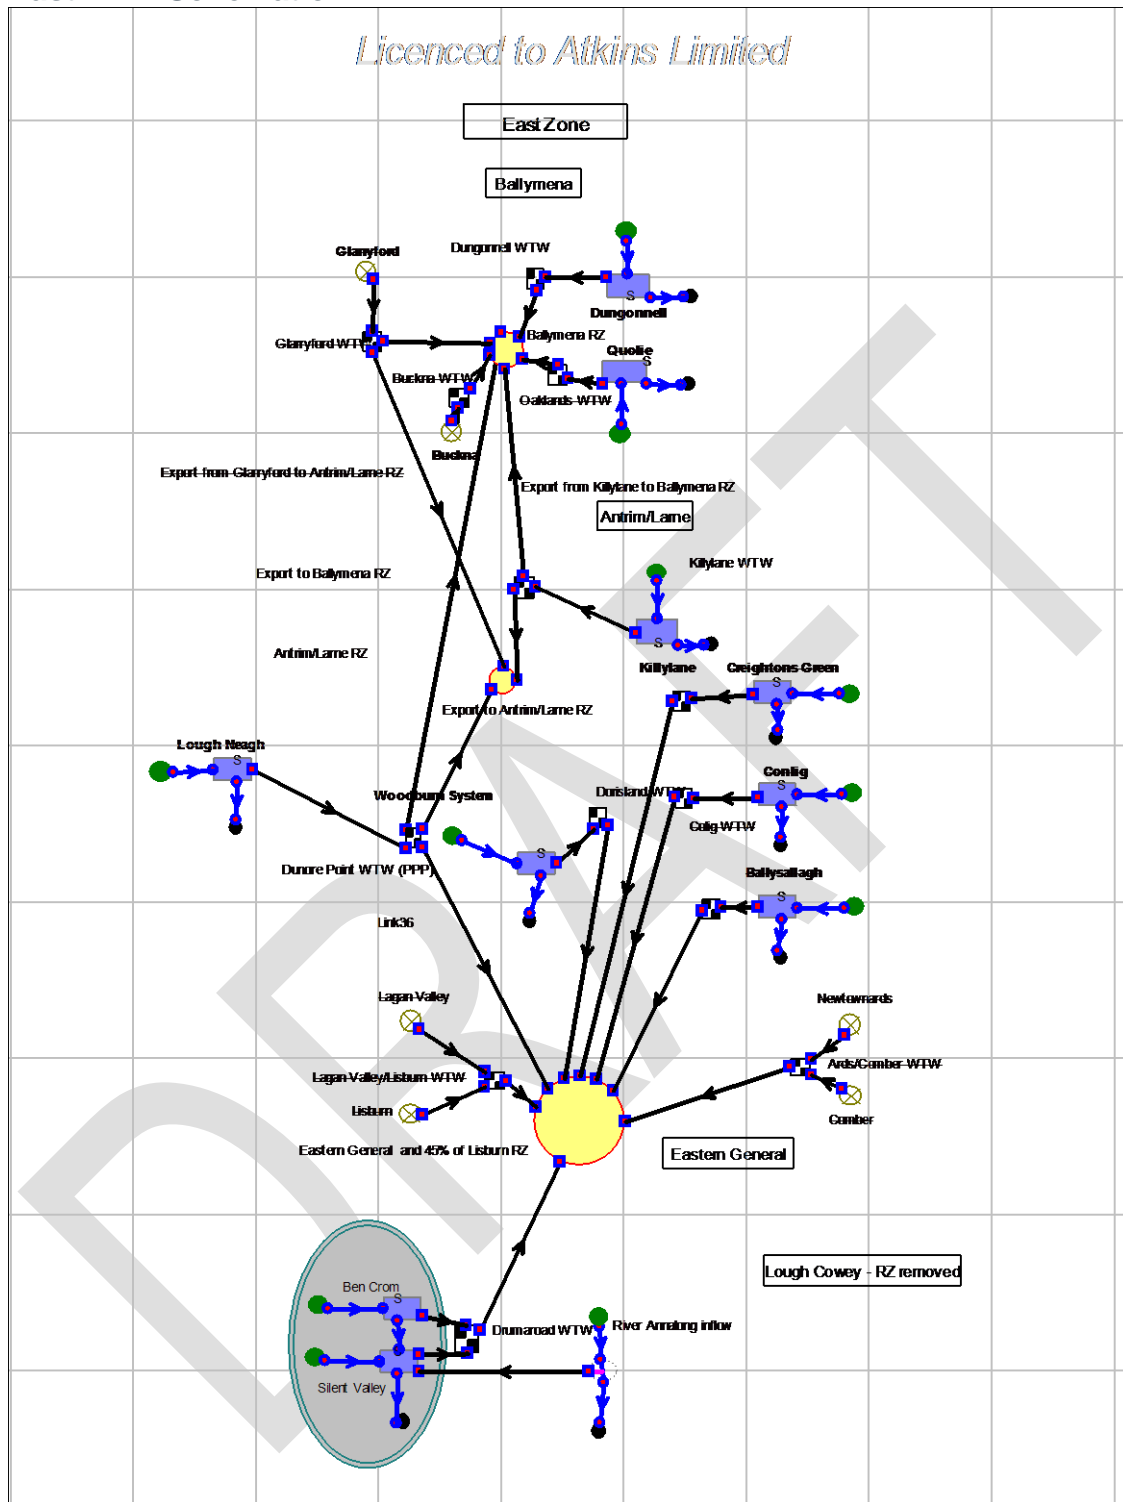 Licenced to Atkins Limited
East Zone
Ballymena
Glarryford
Dungonnell WTW
Dungonnell
Glarryford WTW
Ballymena RZ
Quolie
Buckna WTW
Oaklands WTW
Buckna
Export from Glarryford to Antrim/Larne RZ
Export from Killylane to Ballymena RZ
Antrim/Larne
Export to Ballymena RZ
Killylane WTW
Antrim/Larne RZ
Killylane
Creightons Green
Export to Antrim/Larne RZ
Lough Neagh
Conlig
Woodburn System
Dorisland WTW
Colig WTW
Dunore Point WTW (PPP)
Ballysallagh
Link36
Lagan Valley
Newtownards
Ards/Comber WTW
Lagan Valley/Lisburn WTW
Lisburn
Comber
Eastern General and 45% of Lisburn RZ
Eastern General
Lough Cowey - RZ removed
Ben Crom
Drumaroad WTW
River Annalong inflow
Silent Valley
S
S
S
S
S
S
S
S
S
DRAFT